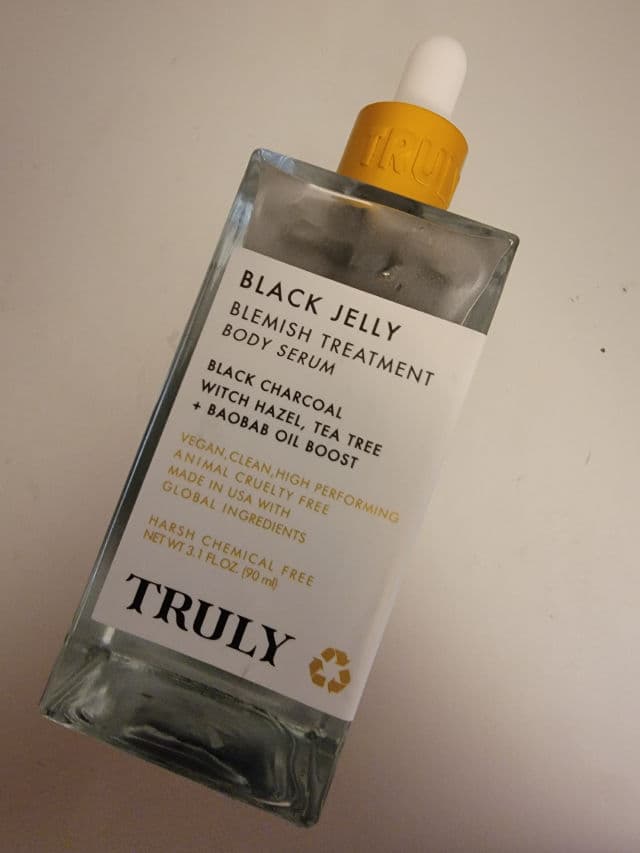 TRULY
BLACK JELLY
BLEMISH TREATMENT
BODY SERUM
BLACK CHARCOAL
WITCH HAZEL, TEA TREE
+ BAOBAB OIL BOOST
VEGAN, CLEAN, HIGH PERFORMING
ANIMAL CRUELTY FREE
MADE IN USA WITH
GLOBAL INGREDIENTS
HARSH CHEMICAL FREE
NET WT 3.1 FL.OZ. (90 ml)
TRULY